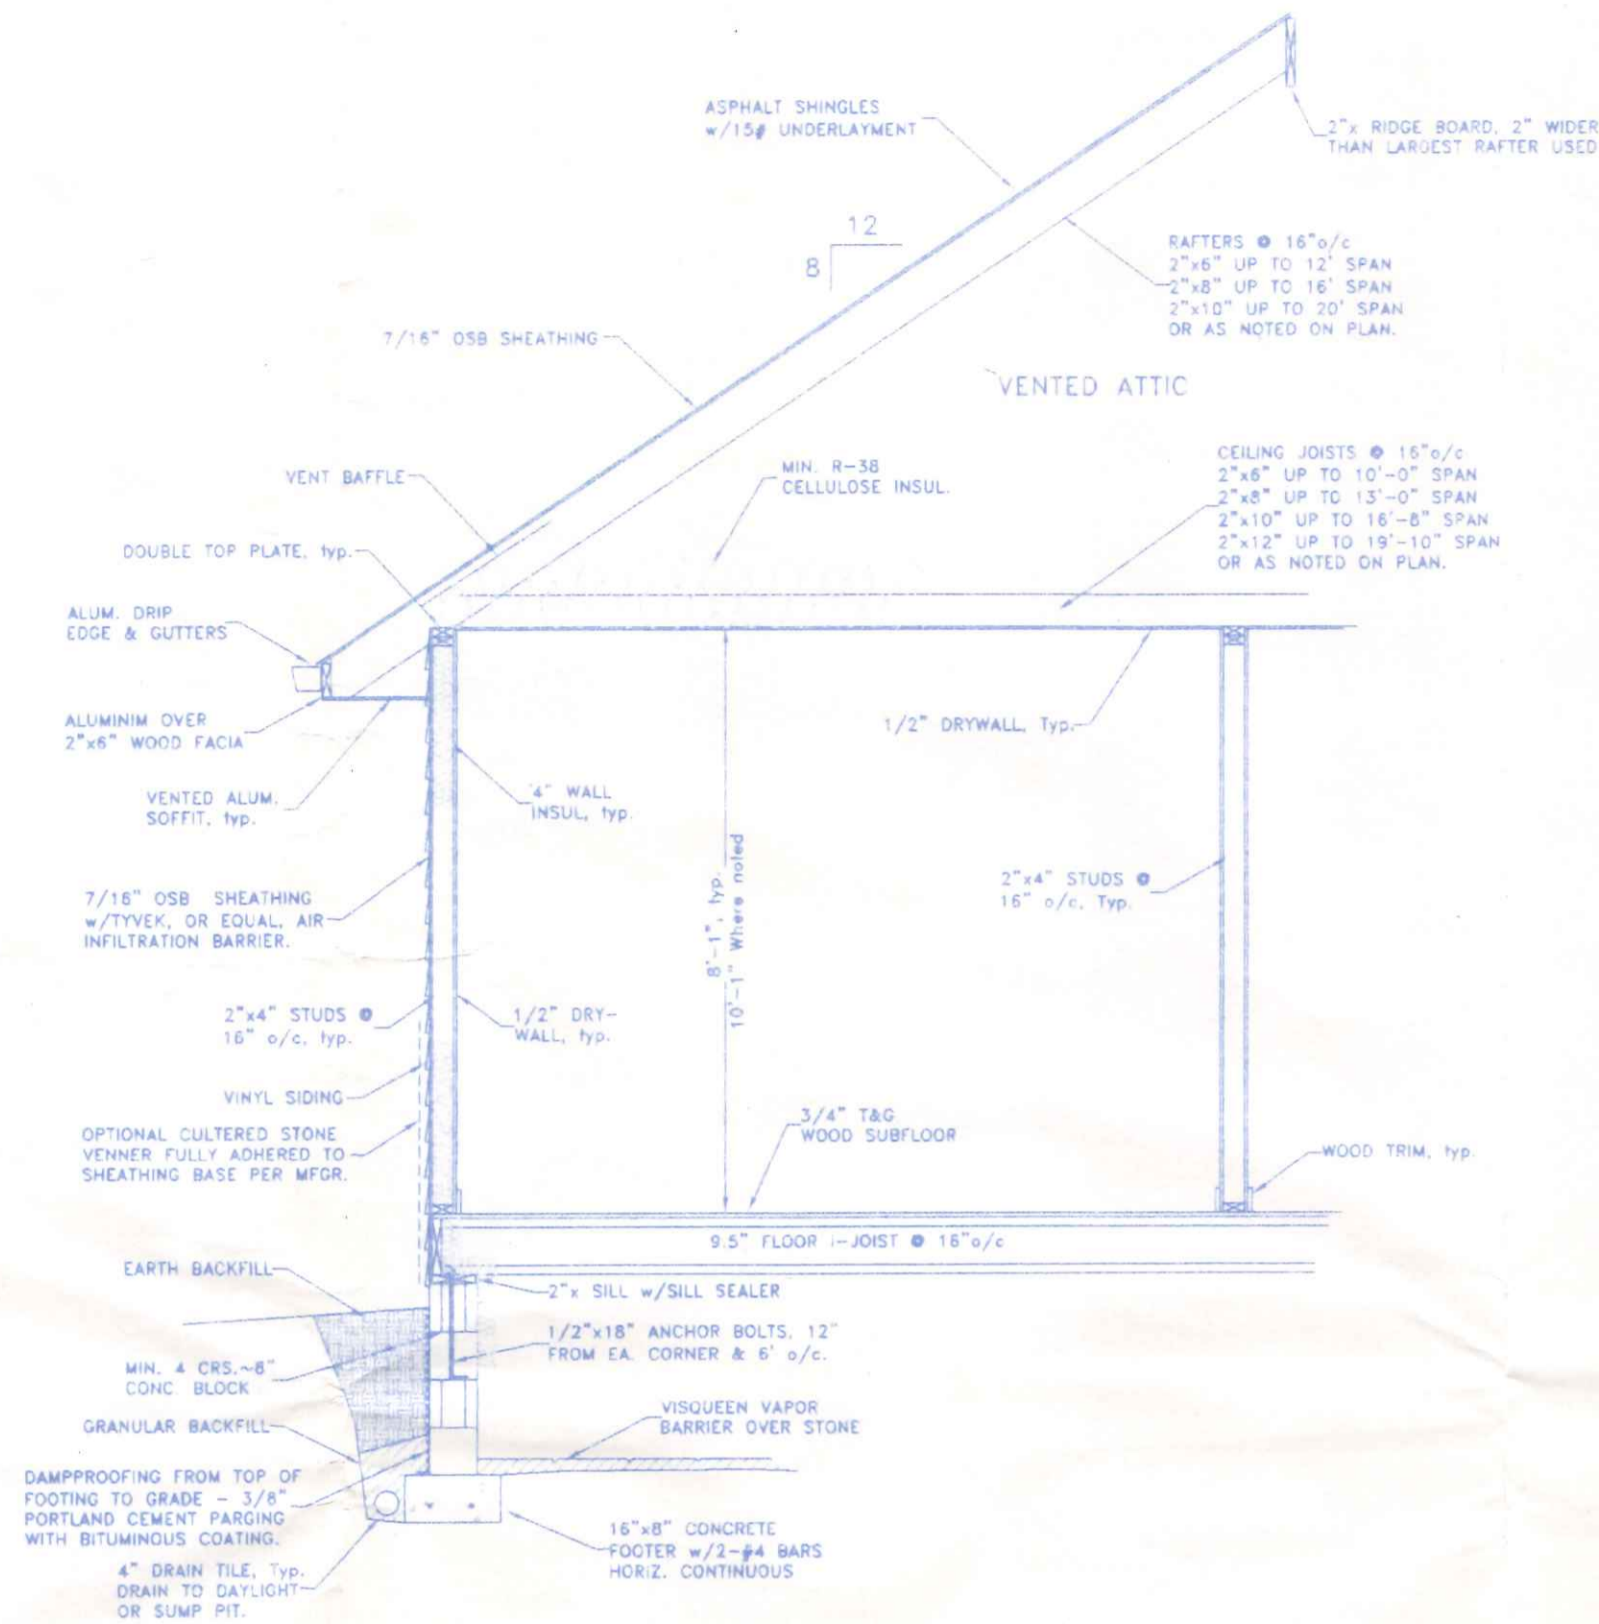 ASPHALT SHINGLES
w/15# UNDERLAYMENT
2"x RIDGE BOARD, 2" WIDER
THAN LARGEST RAFTER USED
12
8
RAFTERS @ 16"o/c
2"x6" UP TO 12' SPAN
2"x8" UP TO 16' SPAN
2"x10" UP TO 20' SPAN
OR AS NOTED ON PLAN.
7/16" OSB SHEATHING
VENTED ATTIC
VENT BAFFLE
MIN. R-38
CELLULOSE INSUL.
CEILING JOISTS @ 16"o/c
2"x6" UP TO 10'-0" SPAN
2"x8" UP TO 13'-0" SPAN
2"x10" UP TO 16'-8" SPAN
2"x12" UP TO 19'-10" SPAN
OR AS NOTED ON PLAN.
DOUBLE TOP PLATE, typ.
ALUM. DRIP
EDGE & GUTTERS
ALUMINIM OVER
2"x6" WOOD FACIA
1/2" DRYWALL, Typ.
VENTED ALUM.
SOFFIT, typ.
4" WALL
INSUL, typ.
8'-1", typ.
10'-1" Where noted
7/16" OSB SHEATHING
w/TYVEK, OR EQUAL, AIR
INFILTRATION BARRIER.
2"x4" STUDS @
16" o/c, Typ.
2"x4" STUDS @
16" o/c, typ.
1/2" DRY-
WALL, typ.
VINYL SIDING
OPTIONAL CULTERED STONE
VENNER FULLY ADHERED TO
SHEATHING BASE PER MFGR.
3/4" T&G
WOOD SUBFLOOR
WOOD TRIM, typ.
9.5" FLOOR I-JOIST @ 16"o/c
EARTH BACKFILL
2"x SILL w/SILL SEALER
1/2"x18" ANCHOR BOLTS, 12"
FROM EA. CORNER & 6' o/c.
MIN. 4 CRS.~8"
CONC. BLOCK
GRANULAR BACKFILL
VISQUEEN VAPOR
BARRIER OVER STONE
DAMPPROOFING FROM TOP OF
FOOTING TO GRADE - 3/8"
PORTLAND CEMENT PARGING
WITH BITUMINOUS COATING.
16"x8" CONCRETE
FOOTER w/2-#4 BARS
HORIZ. CONTINUOUS
4" DRAIN TILE, Typ.
DRAIN TO DAYLIGHT
OR SUMP PIT.